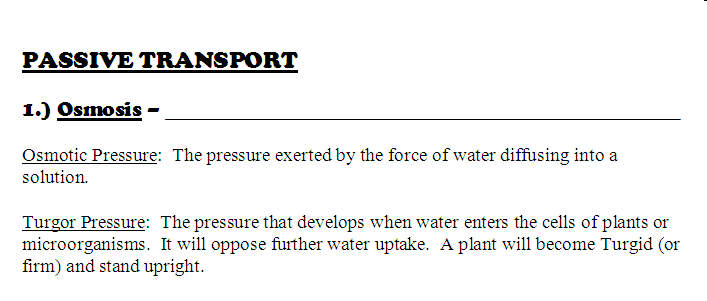 PASSIVE TRANSPORT
1.) Osmosis – ______________________________________________
Osmotic Pressure:  The pressure exerted by the force of water diffusing into a
solution.
Turgor Pressure:  The pressure that develops when water enters the cells of plants or
microorganisms.  It will oppose further water uptake.  A plant will become Turgid (or
firm) and stand upright.